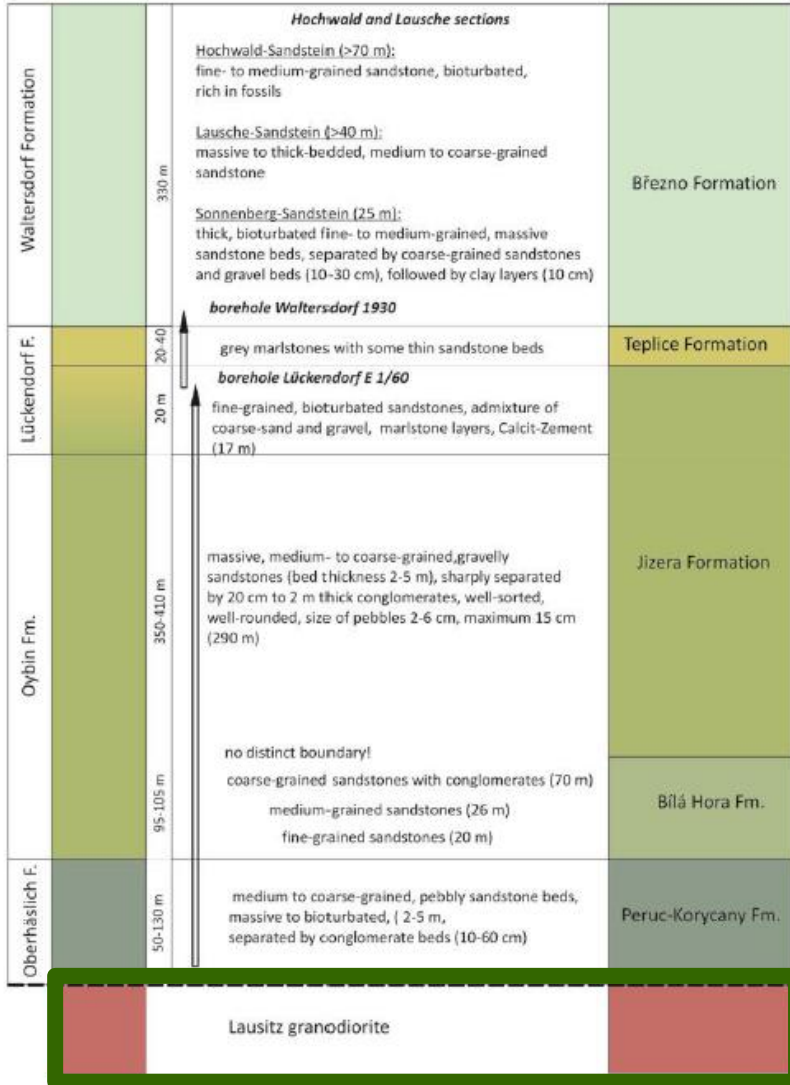 Hochwald and Lausche sections
Hochwald-Sandstein (>70 m):
fine- to medium-grained sandstone, bioturbated,
rich in fossils
Lausche-Sandstein (>40 m):
massive to thick-bedded, medium to coarse-grained
sandstone
Sonnenberg-Sandstein (25 m):
thick, bioturbated fine- to medium-grained, massive
sandstone beds, separated by coarse-grained sandstones
and gravel beds (10-30 cm), followed by clay layers (10 cm)
borehole Waltersdorf 1930
Waltersdorf Formation
330 m
Březno Formation
grey marlstones with some thin sandstone beds
20-40
Teplice Formation
borehole Lückendorf E 1/60
Lückendorf F.
20 m
fine-grained, bioturbated sandstones, admixture of
coarse-sand and gravel, marlstone layers, Calcit-Zement
(17 m)
Oybin Fm.
350-410 m
massive, medium- to coarse-grained,gravelly
sandstones (bed thickness 2-5 m), sharply separated
by 20 cm to 2 m thick conglomerates, well-sorted,
well-rounded, size of pebbles 2-6 cm, maximum 15 cm
(290 m)
Jizera Formation
no distinct boundary!
95-105 m
coarse-grained sandstones with conglomerates (70 m)
medium-grained sandstones (26 m)
fine-grained sandstones (20 m)
Bílá Hora Fm.
Oberhäslich F.
50-130 m
medium to coarse-grained, pebbly sandstone beds,
massive to bioturbated, ( 2-5 m,
separated by conglomerate beds (10-60 cm)
Peruc-Korycany Fm.
Lausitz granodiorite